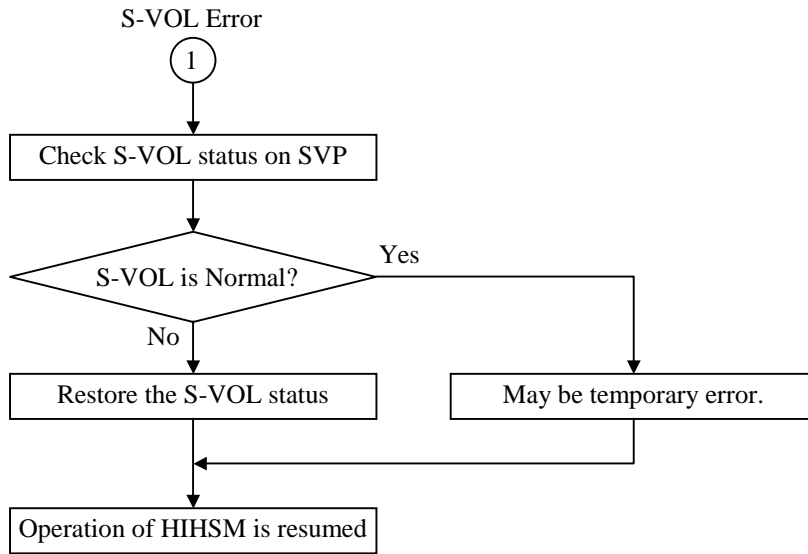 S-VOL Error
1
Check S-VOL status on SVP
S-VOL is Normal?
Yes
No
Restore the S-VOL status
May be temporary error.
Operation of HIHSM is resumed